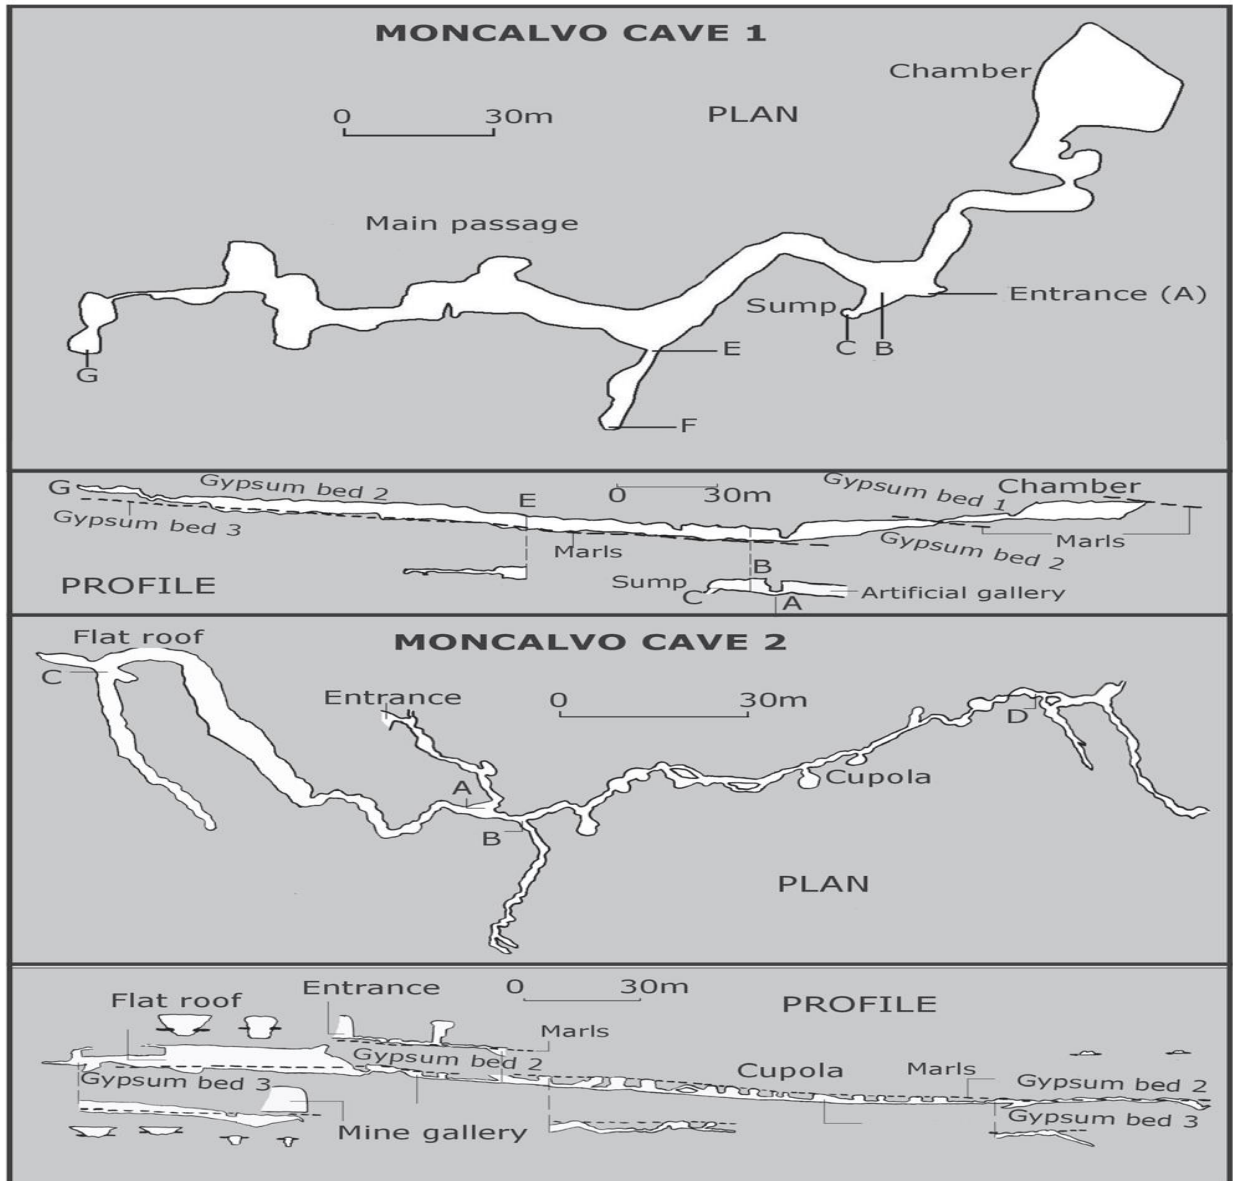 MONCALVO CAVE 1
Chamber
0 30m
PLAN
Main passage
Sump
Entrance (A)
C B
E
G
F
G
Gypsum bed 2
E
0 30m
Gypsum bed 1
Chamber
Gypsum bed 3
Marls
Gypsum bed 2
Marls
B
PROFILE
Sump
C
A
Artificial gallery
Flat roof
MONCALVO CAVE 2
C
Entrance
0 30m
D
A
Cupola
B
PLAN
Flat roof
Entrance
0 30m
PROFILE
Marls
Gypsum bed 2
Cupola
Marls
Gypsum bed 3
Gypsum bed 2
Gypsum bed 3
Mine gallery